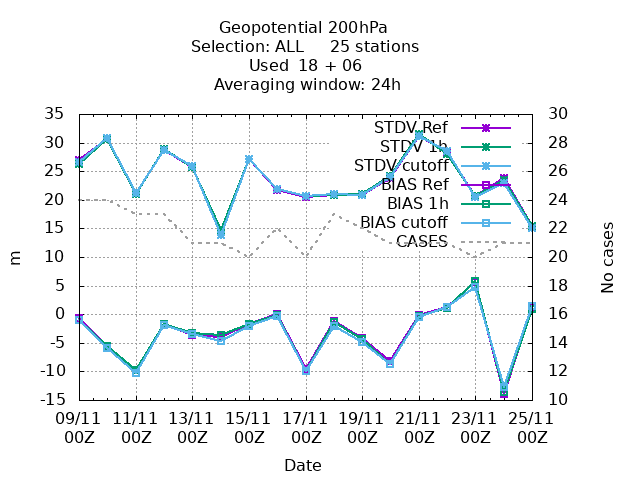 Geopotential 200hPa
Selection: ALL     25 stations
Used  18 + 06
Averaging window: 24h
35
30
25
20
15
10
5
0
-5
-10
-15
m
30
28
26
24
22
20
18
16
14
12
10
No cases
STDV Ref
STDV 1h
STDV cutoff
BIAS Ref
BIAS 1h
BIAS cutoff
CASES
09/11 11/11 13/11 15/11 17/11 19/11 21/11 23/11 25/11
00Z 00Z 00Z 00Z 00Z 00Z 00Z 00Z 00Z
Date